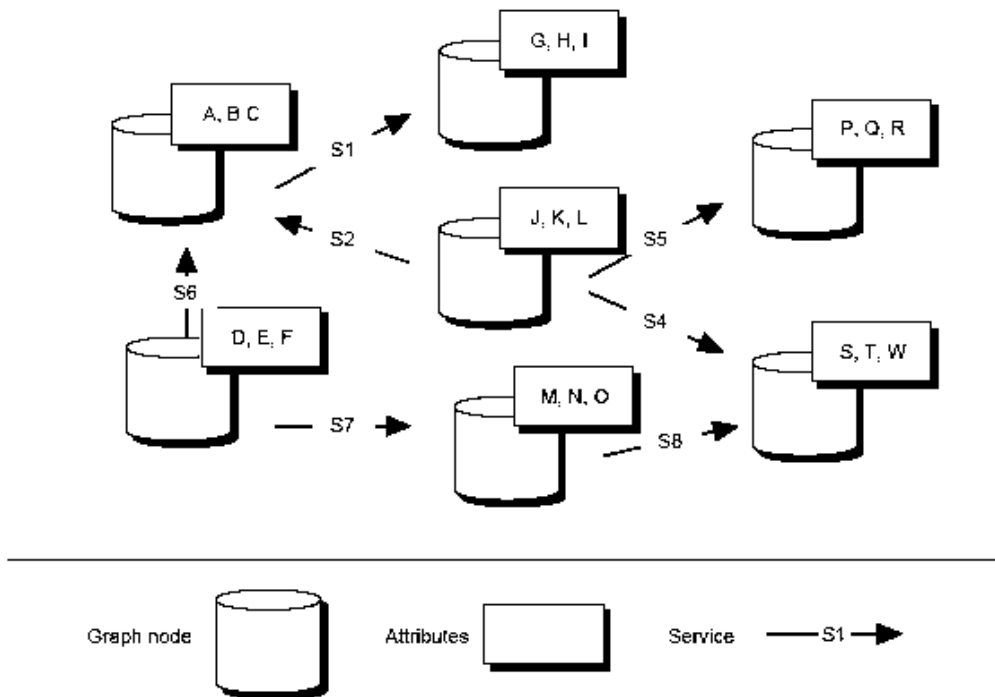 G, H, I
A, B C
P, Q, R
S1
J, K, L
S2
S5
S6
S4
D, E, F
S, T, W
M, N, O
S7
S8
Graph node
Attributes
Service
S1